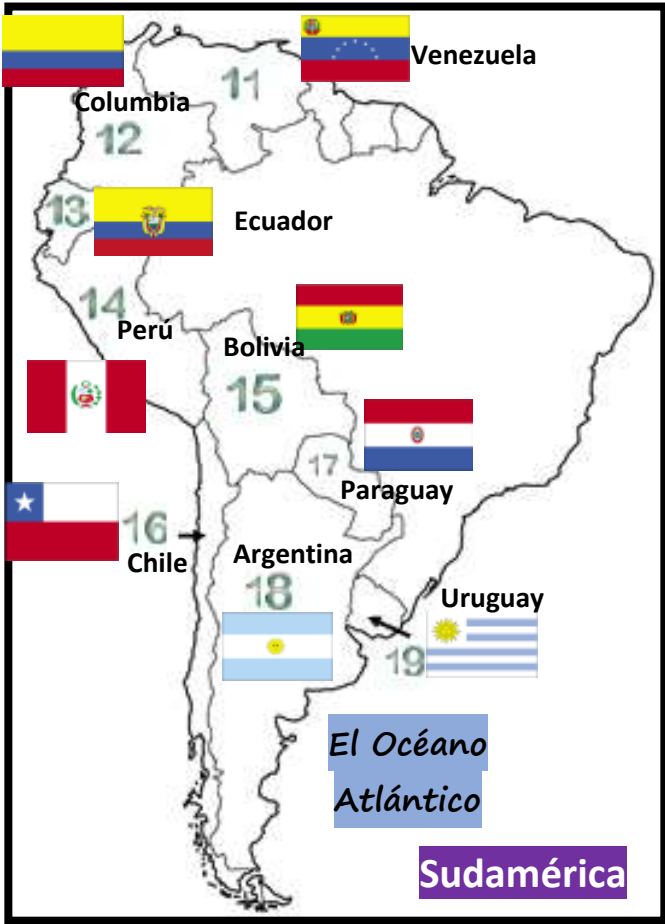 Venezuela
11
Columbia
12
13
Ecuador
14
Perú
Bolivia
15
17
Paraguay
16
Chile
Argentina
18
Uruguay
19
El Océano
Atlántico
Sudamérica